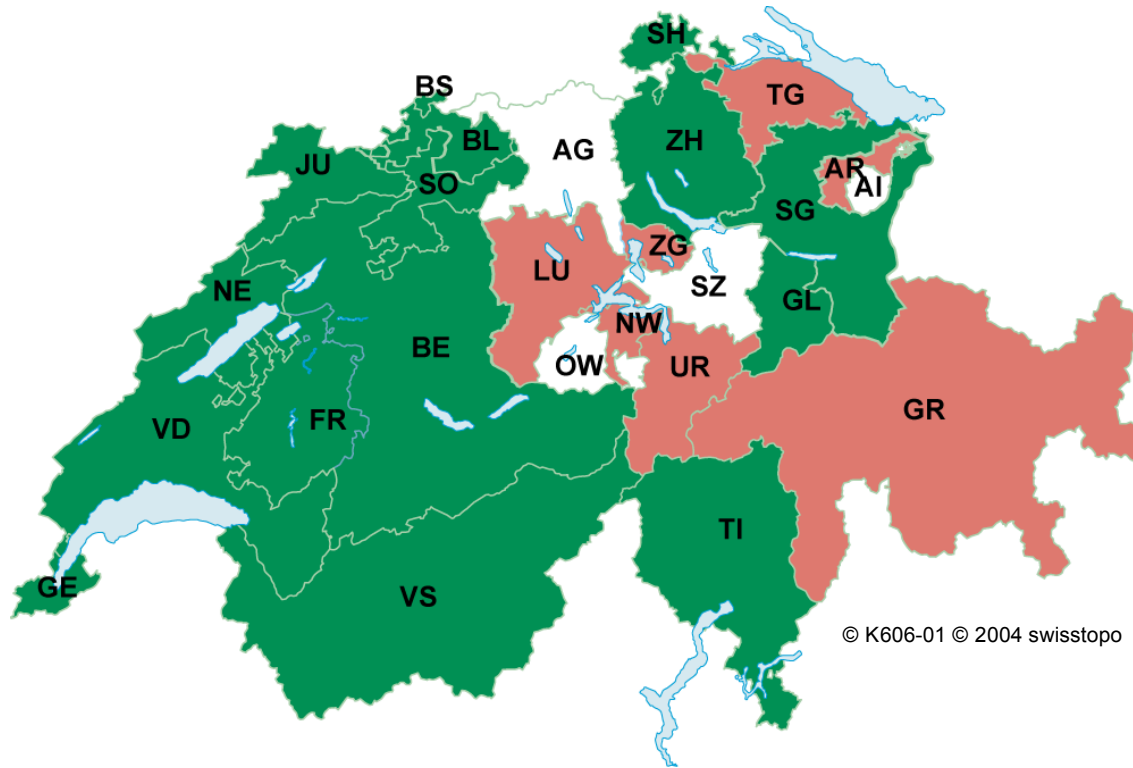 SH
BS
TG
BL
AG
ZH
JU
AR
SO
AI
SG
ZG
LU
SZ
NE
GL
NW
BE
OW
UR
GR
FR
VD
TI
GE
VS
© K606-01 © 2004 swisstopo